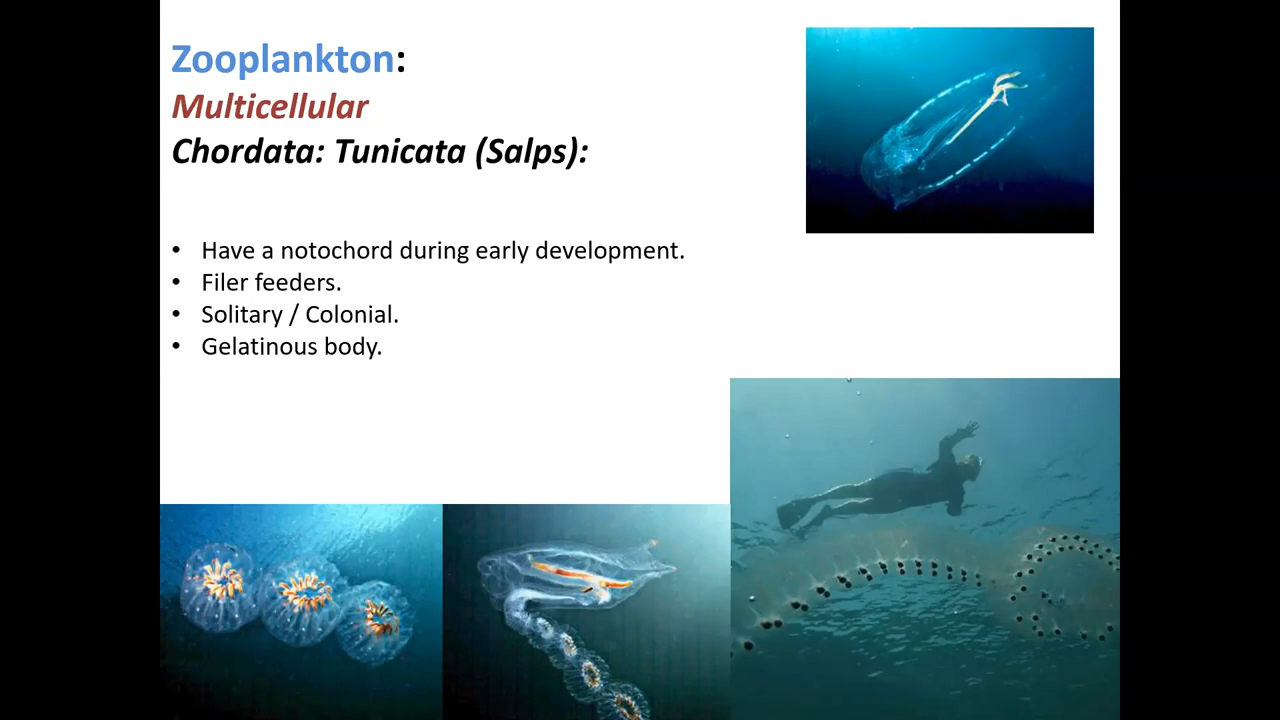 Zooplankton:
Multicellular
Chordata: Tunicata (Salps):
• Have a notochord during early development.
• Filer feeders.
• Solitary / Colonial.
• Gelatinous body.